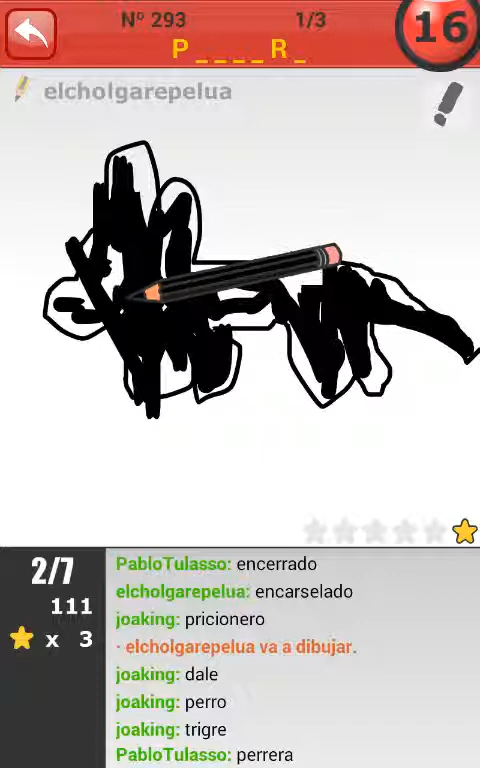 Nº 293
1/3
16
P _ _ _ _ R _
elcholgarepelua
2/7
111
x 3
PabloTulasso: encerrado
elcholgarepelua: encarselado
joaking: pricionero
· elcholgarepelua va a dibujar.
joaking: dale
joaking: perro
joaking: trigre
PabloTulasso: perrera